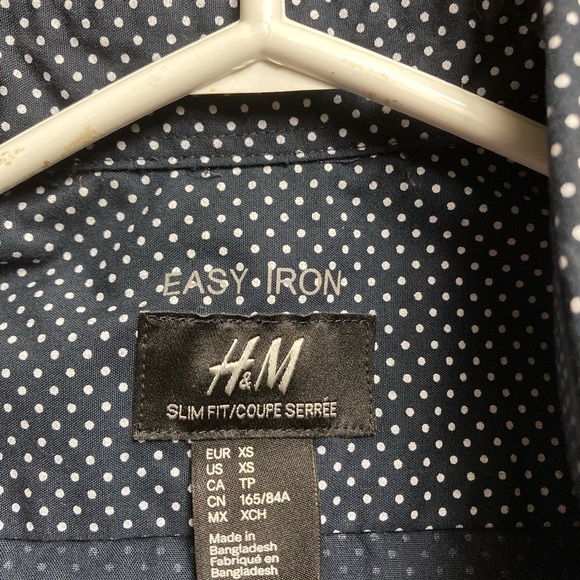 EASY IRON
H&M
SLIM FIT/COUPE SERRÉE
EUR XS
US XS
CA TP
CN 165/84A
MX XCH
Made in
Bangladesh
Fabriqué en
Bangladesh